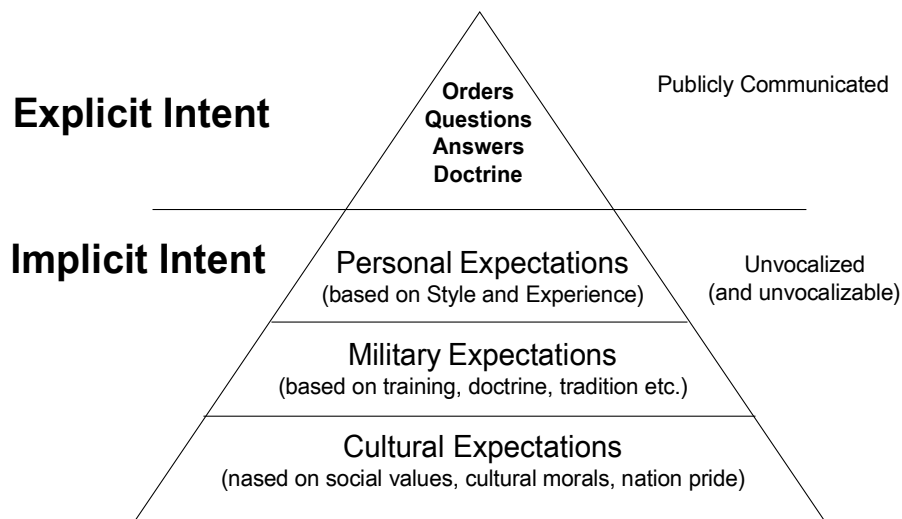 Orders
Questions
Answers
Doctrine
Explicit Intent
Publicly Communicated
Implicit Intent
Personal Expectations
(based on Style and Experience)
Unvocalized
(and unvocalizable)
Military Expectations
(based on training, doctrine, tradition etc.)
Cultural Expectations
(nased on social values, cultural morals, nation pride)